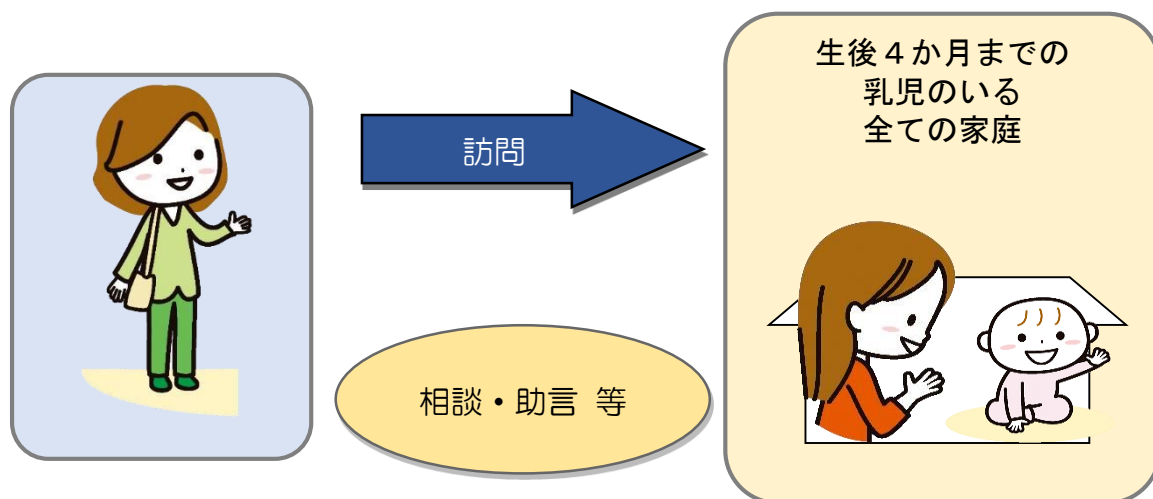 生後４か月までの
乳児のいる
全ての家庭
訪問
相談・助言 等